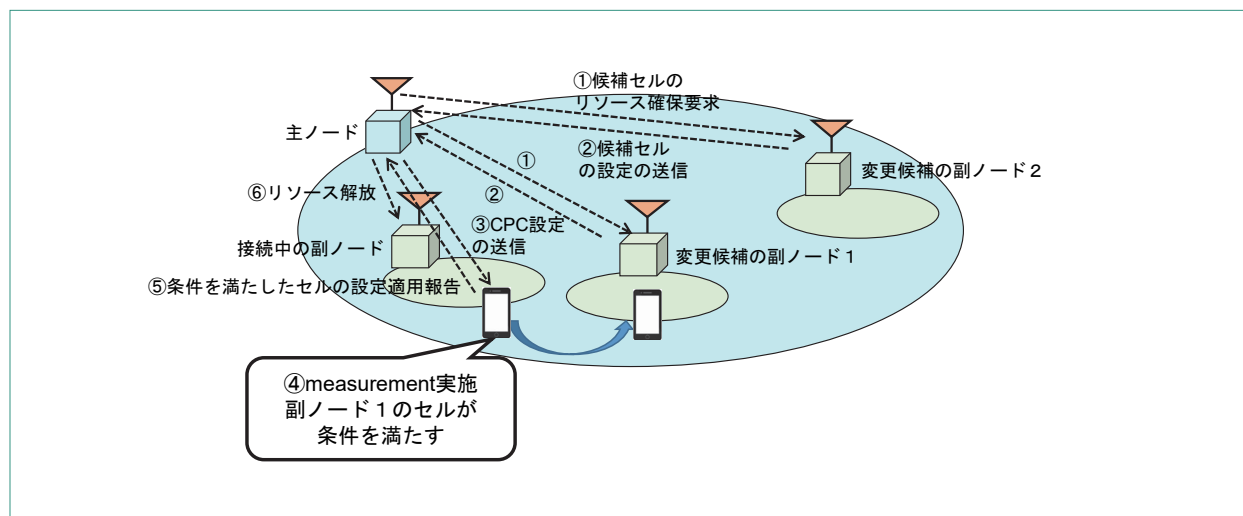 ①候補セルの
リソース確保要求
主ノード
①
②候補セル
の設定の送信
変更候補の副ノード２
⑥リソース解放
②
③CPC設定
の送信
接続中の副ノード
変更候補の副ノード１
⑤条件を満たしたセルの設定適用報告
④measurement実施
副ノード１のセルが
条件を満たす